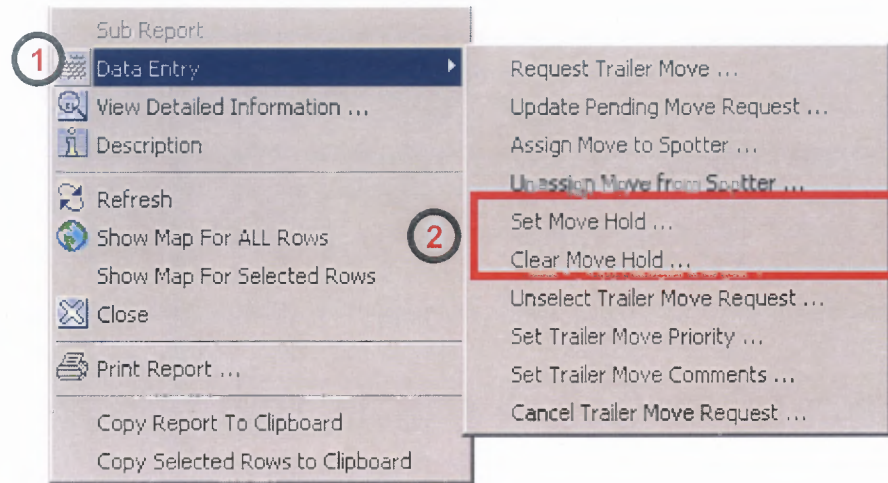 Sub Report
1
Data Entry
View Detailed Information ...
Description
Refresh
Show Map For ALL Rows
Show Map For Selected Rows
Close
Print Report ...
Copy Report To Clipboard
Copy Selected Rows to Clipboard
Request Trailer Move ...
Update Pending Move Request ...
Assign Move to Spotter ...
Unassign Move from Spotter ...
2
Set Move Hold ...
Clear Move Hold ...
Unselect Trailer Move Request ...
Set Trailer Move Priority ...
Set Trailer Move Comments ...
Cancel Trailer Move Request ...